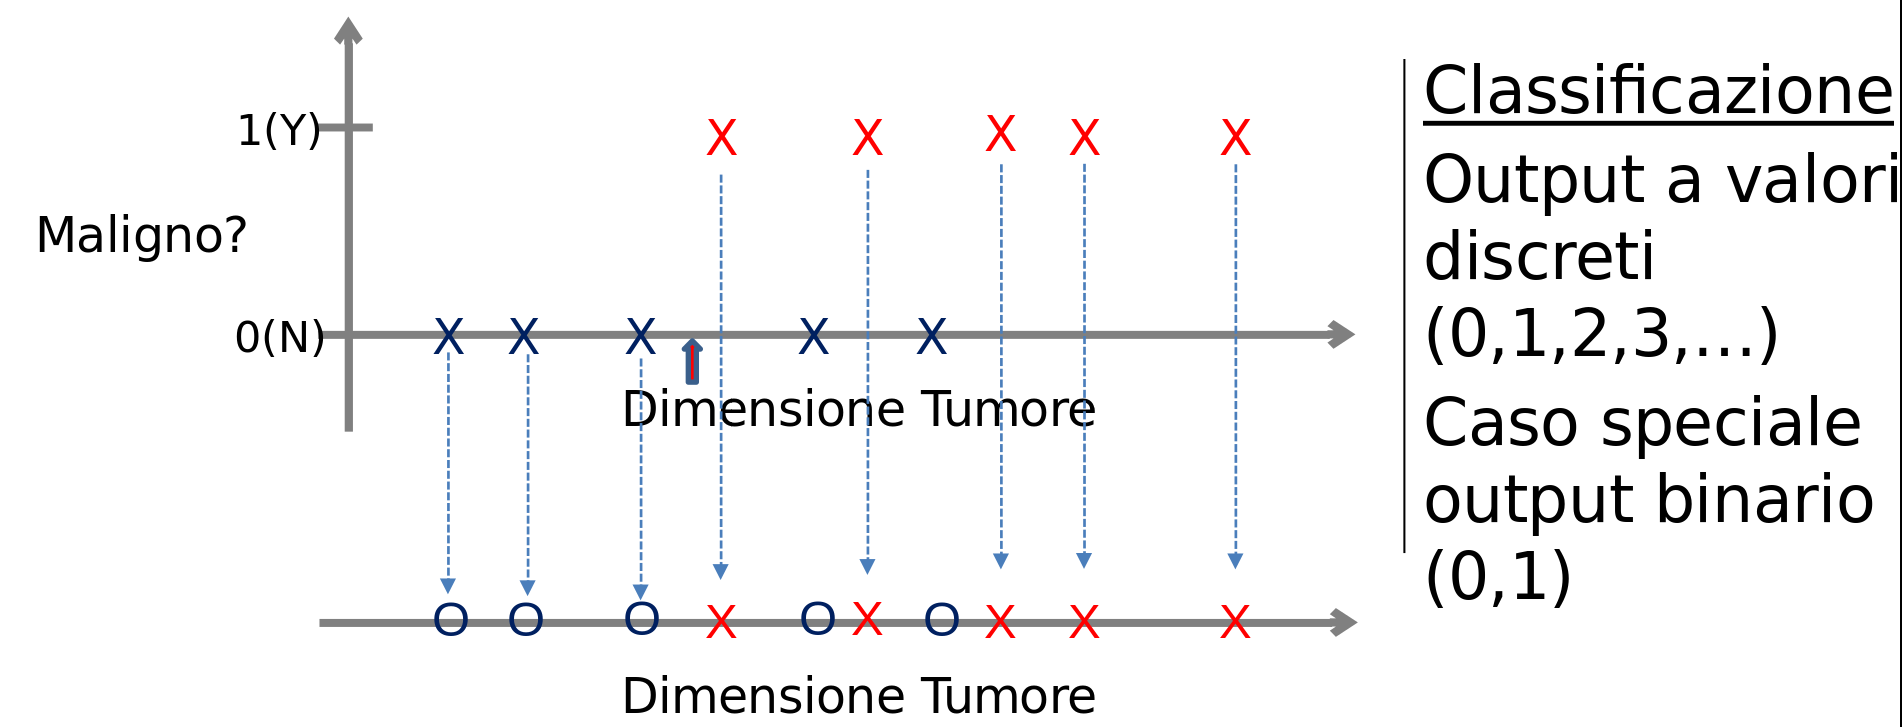 1(Y)
X X X X X
Maligno?
0(N)
X X X X X
Dimensione Tumore
O O O X O X O X X X
Dimensione Tumore
Classificazione
Output a valori
discreti
(0,1,2,3,...)
Caso speciale
output binario
(0,1)